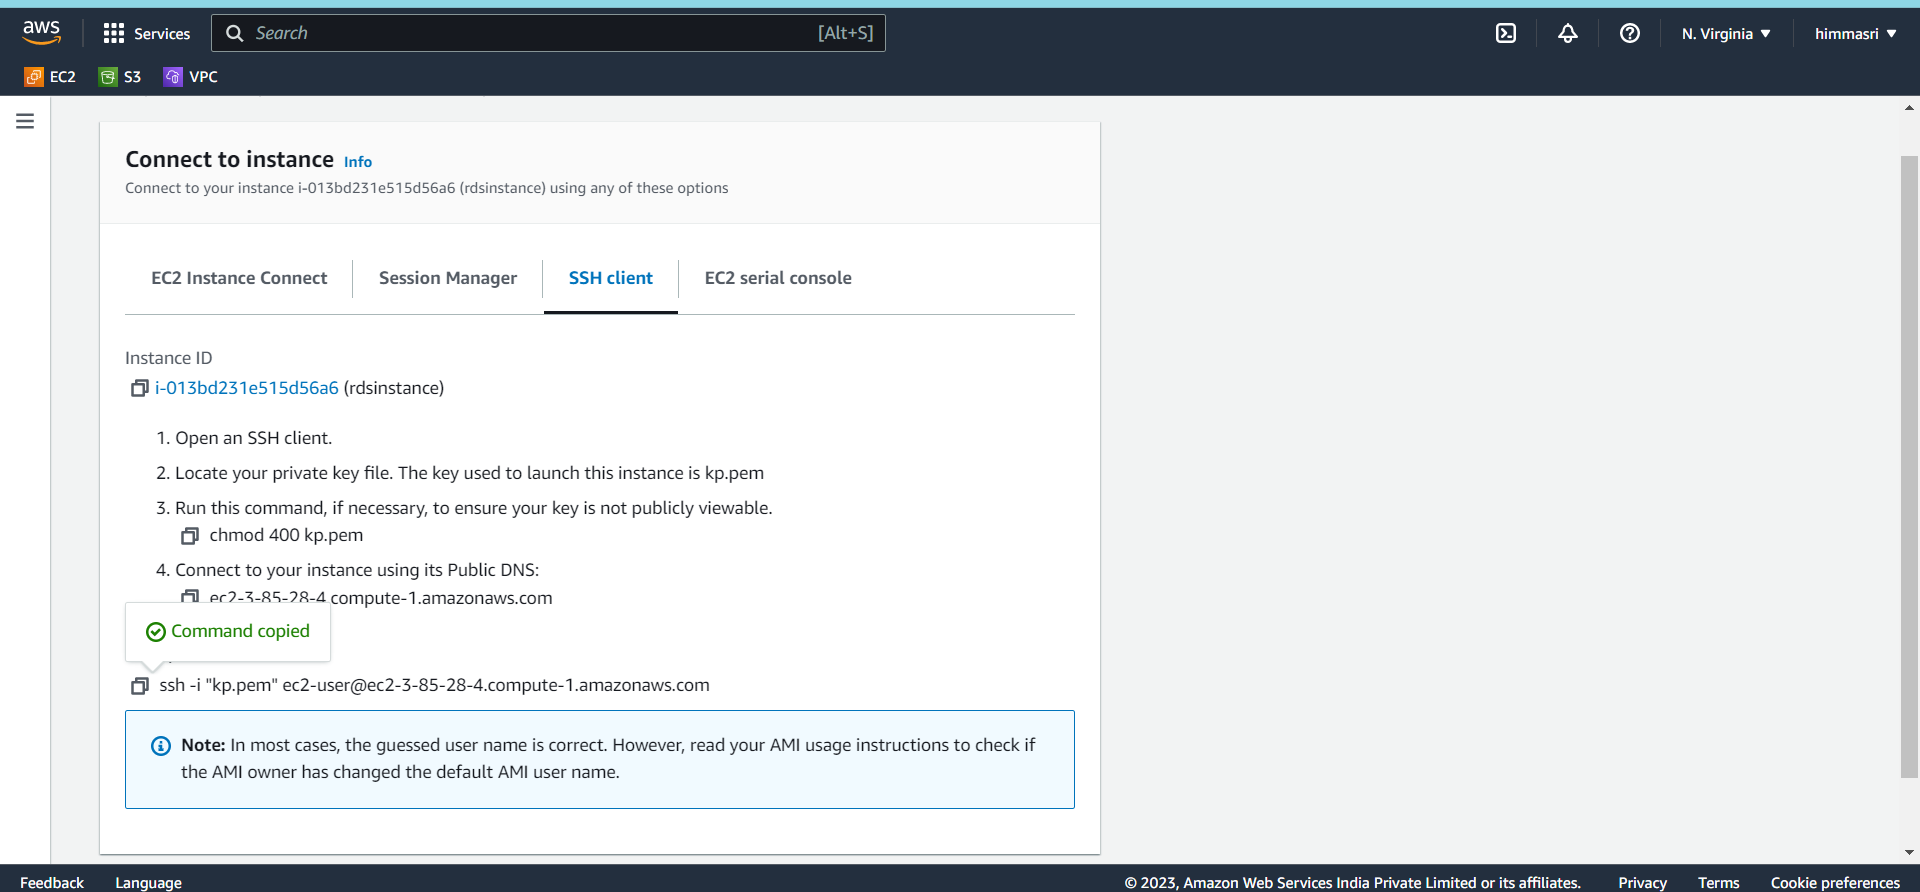 aws
Services
Search
[Alt+S]
N. Virginia
himmasri
EC2
S3
VPC
Connect to instance Info
Connect to your instance i-013bd231e515d56a6 (rdsinstance) using any of these options
EC2 Instance Connect
Session Manager
SSH client
EC2 serial console
Instance ID
i-013bd231e515d56a6 (rdsinstance)
1. Open an SSH client.
2. Locate your private key file. The key used to launch this instance is kp.pem
3. Run this command, if necessary, to ensure your key is not publicly viewable.
chmod 400 kp.pem
4. Connect to your instance using its Public DNS:
ec2-3-85-28-4.compute-1.amazonaws.com
Command copied
ssh -i "kp.pem" ec2-user@ec2-3-85-28-4.compute-1.amazonaws.com
Note: In most cases, the guessed user name is correct. However, read your AMI usage instructions to check if
the AMI owner has changed the default AMI user name.
Feedback
Language
© 2023, Amazon Web Services India Private Limited or its affiliates.
Privacy
Terms
Cookie preferences